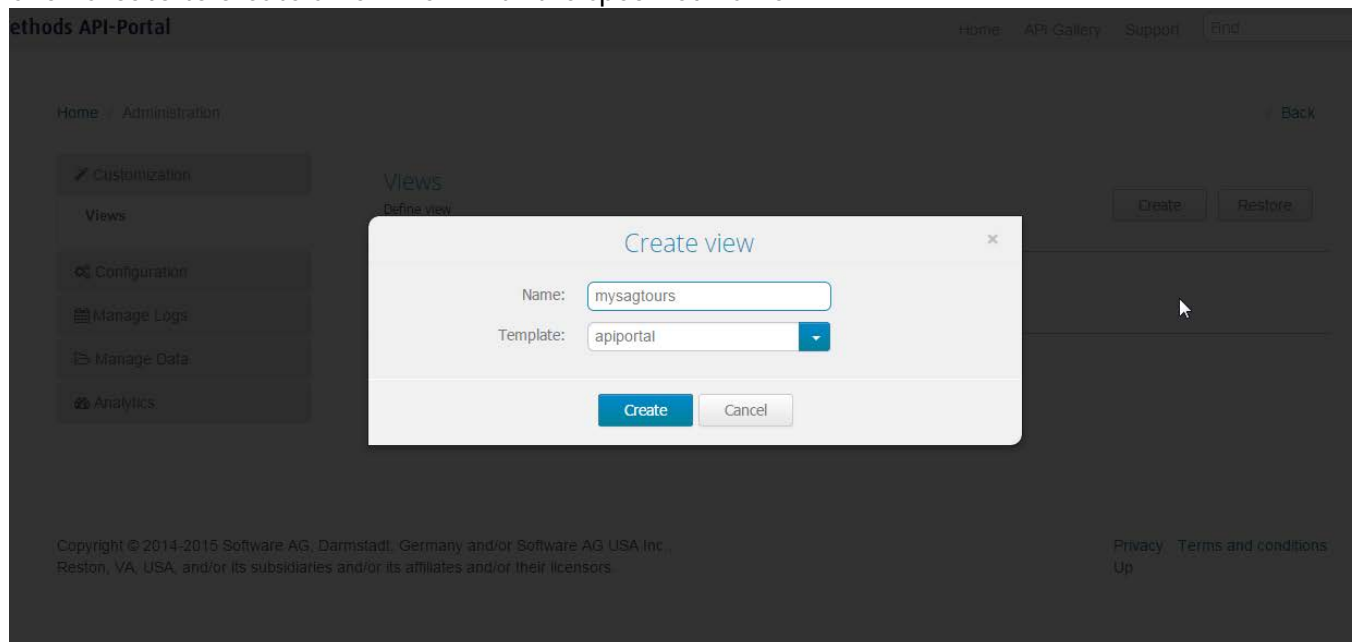 ethods API-Portal
Home API Gallery Support Find
Home / Administration
Back
Customization
Views
Configuration
Manage Logs
Manage Data
Analytics
Views
Define view
Create Restore
Create view ×
Name: mysagtours
Template: apiportal
Create Cancel
Copyright © 2014-2015 Software AG, Darmstadt, Germany and/or Software AG USA Inc.,
Reston, VA, USA, and/or its subsidiaries and/or its affiliates and/or their licensors.
Privacy Terms and conditions
Up